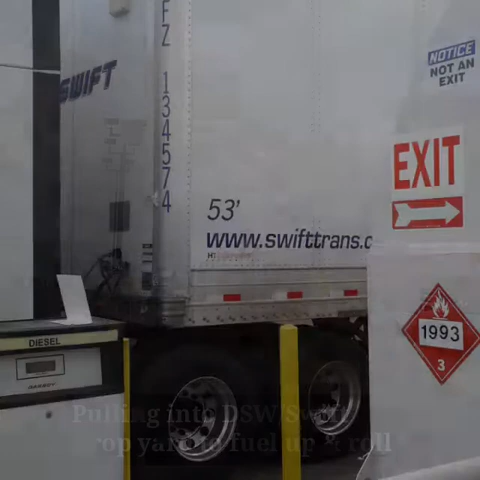 FZ 134574
SWIFT
NOTICE
NOT AN
EXIT
EXIT
53'
www.swifttrans.c
1993
3
DIESEL
Pulling into DSW/Swift
rop yard to fuel up & roll